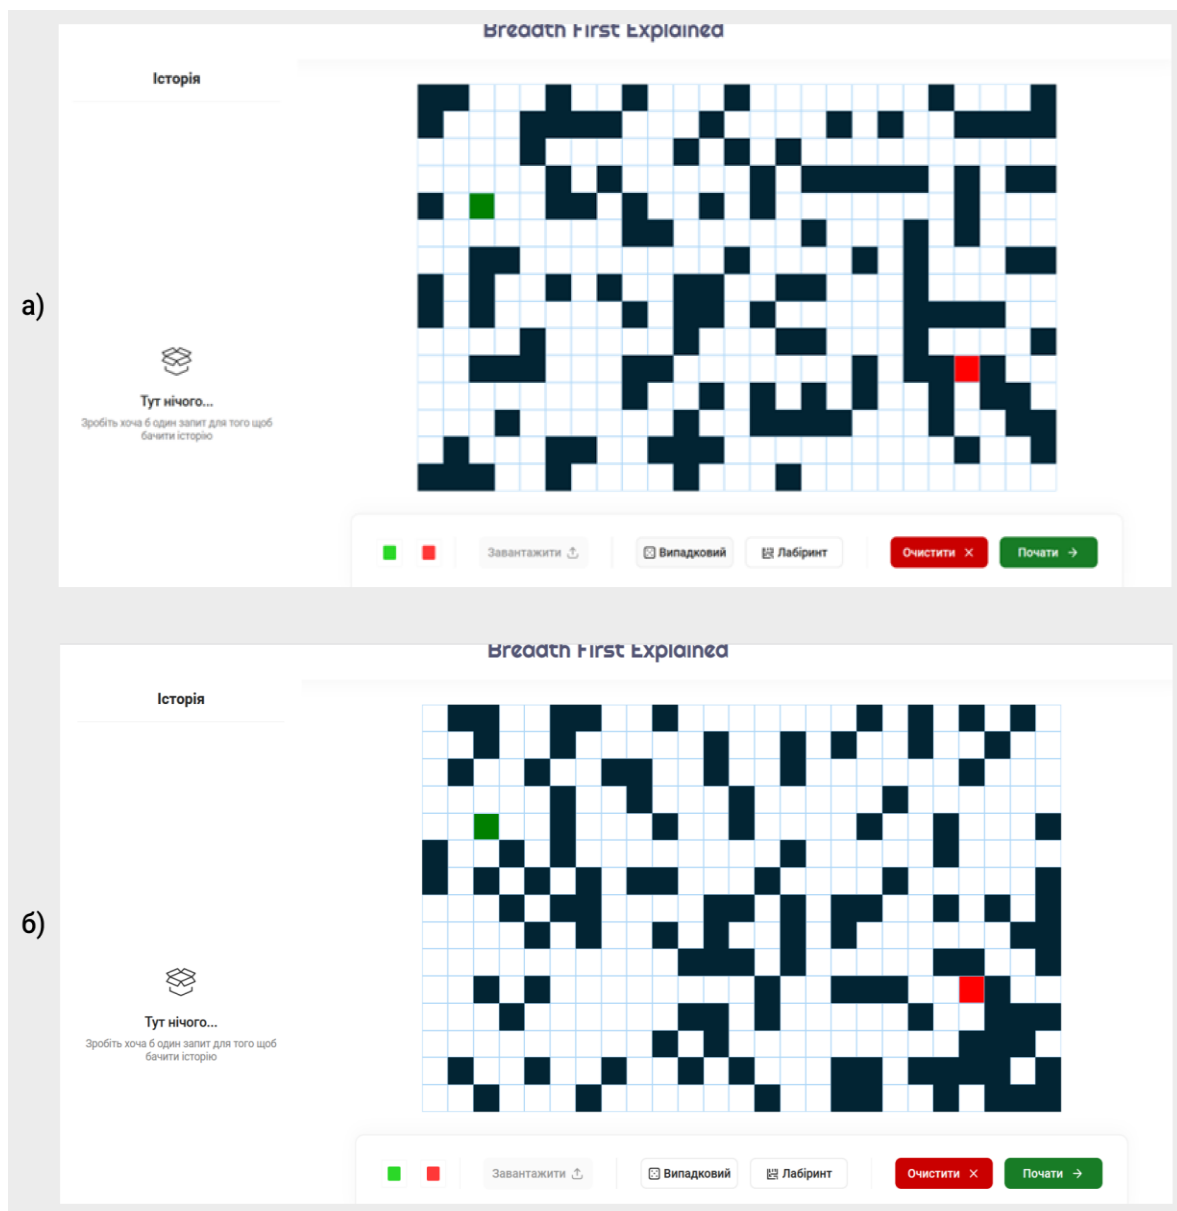 Breadth First Explained
Історія
а)
Тут нічого...
Зробіть хоча б один запит для того щоб
бачити історію
Завантажити
Випадковий
Лабіринт
Очистити
Почати
Breadth First Explained
Історія
б)
Тут нічого...
Зробіть хоча б один запит для того щоб
бачити історію
Завантажити
Випадковий
Лабіринт
Очистити
Почати